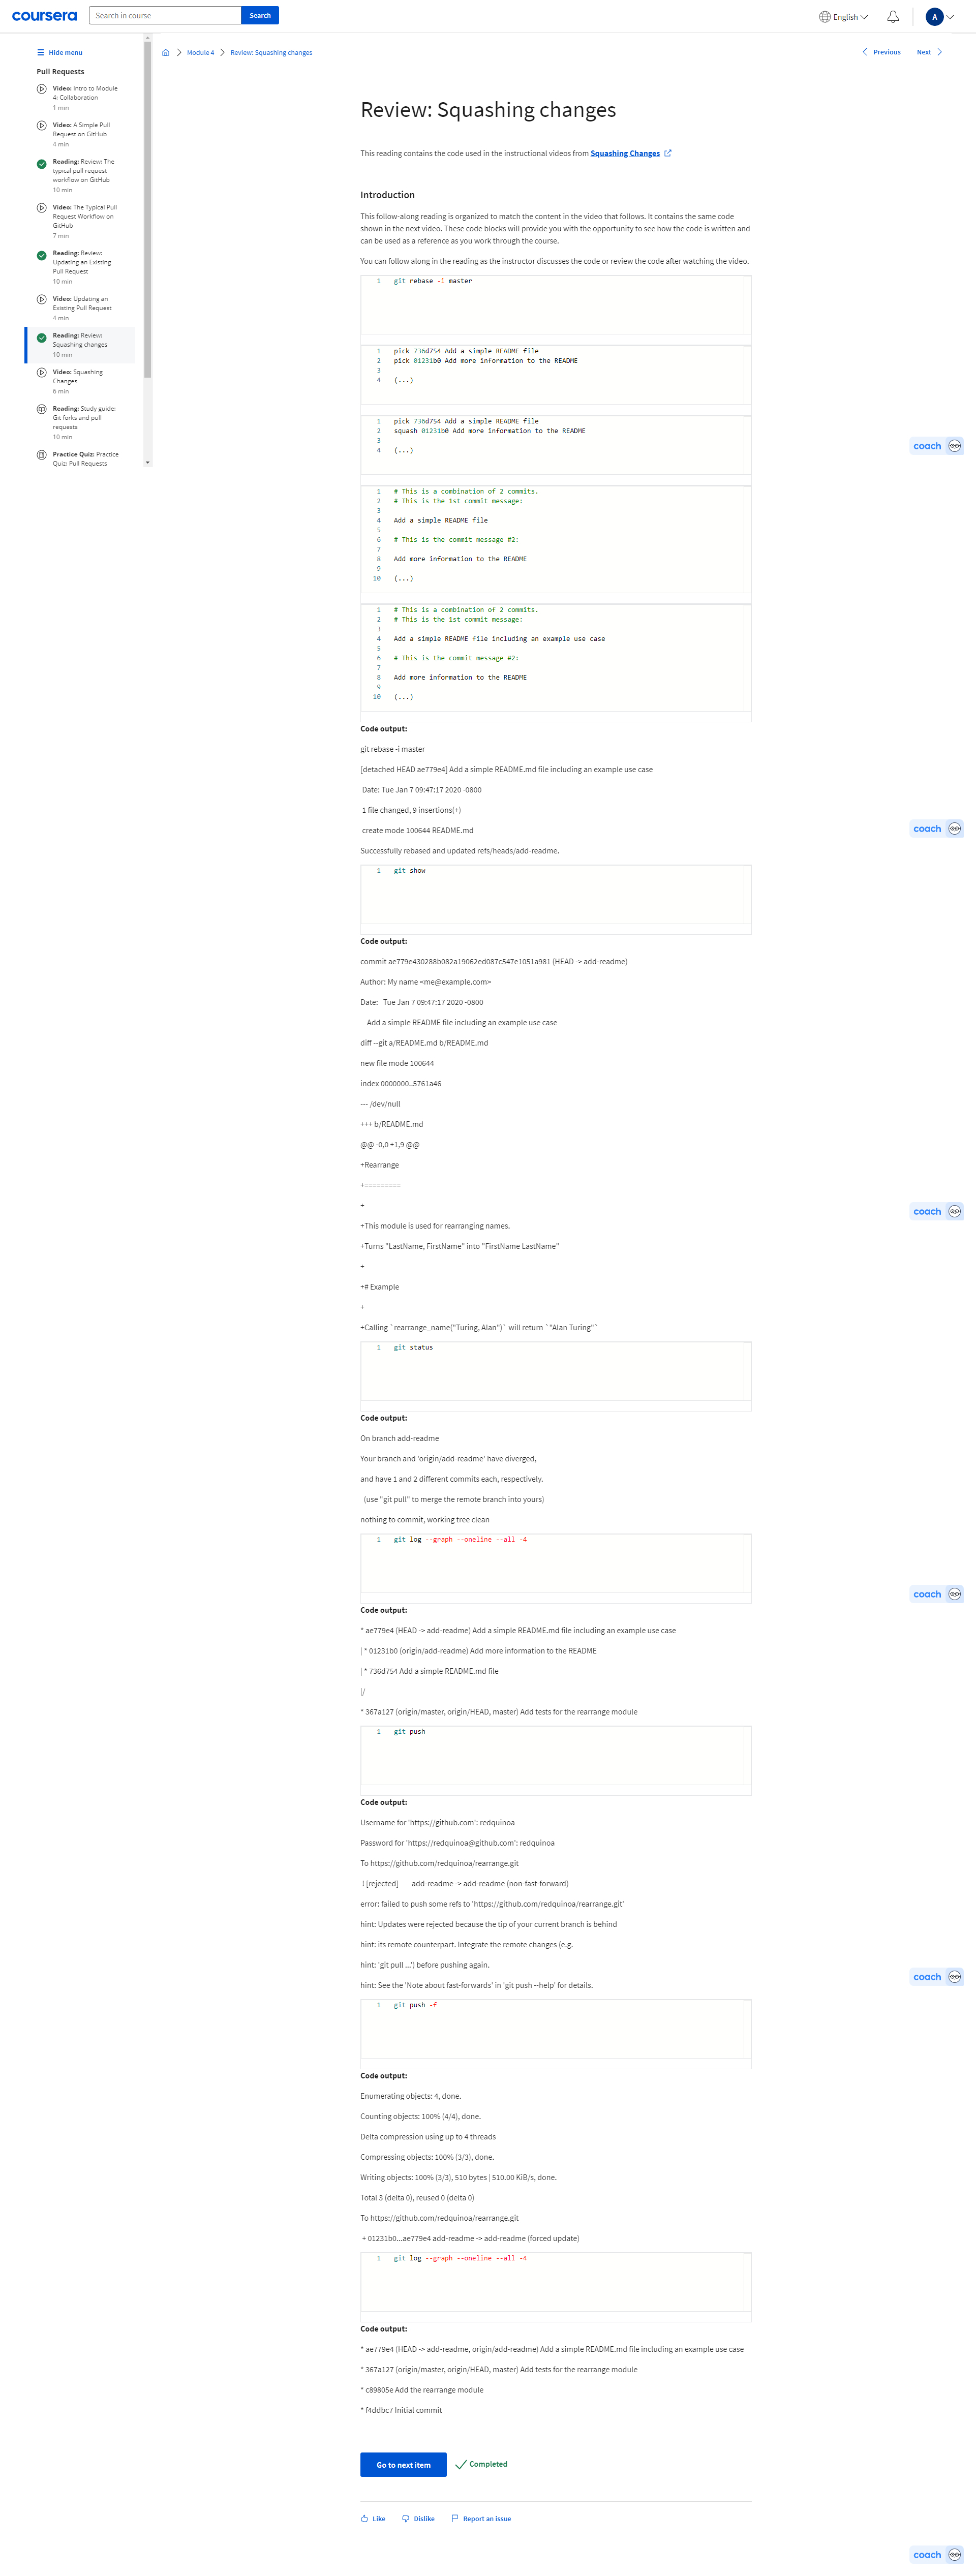 coursera
Search in course
Search
English
A
Hide menu
Pull Requests
Video: Intro to Module
4: Collaboration
1 min
Video: A Simple Pull
Request on GitHub
4 min
Reading: Review: The
typical pull request
workflow on GitHub
10 min
Video: The Typical Pull
Request Workflow on
GitHub
7 min
Reading: Review:
Updating an Existing
Pull Request
10 min
Video: Updating an
Existing Pull Request
4 min
Reading: Review:
Squashing changes
10 min
Video: Squashing
Changes
6 min
Reading: Study guide:
Git forks and pull
requests
10 min
Practice Quiz: Practice
Quiz: Pull Requests
Module 4
Review: Squashing changes
Previous
Next
Review: Squashing changes
This reading contains the code used in the instructional videos from Squashing Changes
Introduction
This follow-along reading is organized to match the content in the video that follows. It contains the same code
shown in the next video. These code blocks will provide you with the opportunity to see how the code is written and
can be used as a reference as you work through the course.
You can follow along in the reading as the instructor discusses the code or review the code after watching the video.
1 git rebase -i master
1 pick 736d754 Add a simple README file
2 pick 01231b0 Add more information to the README
3
4 (...)
1 pick 736d754 Add a simple README file
2 squash 01231b0 Add more information to the README
3
4 (...)
coach
1 # This is a combination of 2 commits.
2 # This is the 1st commit message:
3
4 Add a simple README file
5
6 # This is the commit message #2:
7
8 Add more information to the README
9
10 (...)
1 # This is a combination of 2 commits.
2 # This is the 1st commit message:
3
4 Add a simple README file including an example use case
5
6 # This is the commit message #2:
7
8 Add more information to the README
9
10 (...)
Code output:
git rebase -i master
[detached HEAD ae779e4] Add a simple README.md file including an example use case
Date: Tue Jan 7 09:47:17 2020 -0800
1 file changed, 9 insertions(+)
create mode 100644 README.md
coach
Successfully rebased and updated refs/heads/add-readme.
1 git show
Code output:
commit ae779e430288b082a19062ed087c547e1051a981 (HEAD -> add-readme)
Author: My name <me@example.com>
Date: Tue Jan 7 09:47:17 2020 -0800
Add a simple README file including an example use case
diff --git a/README.md b/README.md
new file mode 100644
index 0000000..5761a46
--- /dev/null
+++ b/README.md
@@ -0,0 +1,9 @@
+Rearrange
+=========
+
coach
+This module is used for rearranging names.
+Turns "LastName, FirstName" into "FirstName LastName"
+
+# Example
+
+Calling `rearrange_name("Turing, Alan")` will return `"Alan Turing"`
1 git status
Code output:
On branch add-readme
Your branch and 'origin/add-readme' have diverged,
and have 1 and 2 different commits each, respectively.
(use "git pull" to merge the remote branch into yours)
nothing to commit, working tree clean
1 git log --graph --oneline --all -4
coach
Code output:
* ae779e4 (HEAD -> add-readme) Add a simple README.md file including an example use case
| * 01231b0 (origin/add-readme) Add more information to the README
| * 736d754 Add a simple README.md file
|/
* 367a127 (origin/master, origin/HEAD, master) Add tests for the rearrange module
1 git push
Code output:
Username for 'https://github.com': redquinoa
Password for 'https://redquinoa@github.com': redquinoa
To https://github.com/redquinoa/rearrange.git
! [rejected] add-readme -> add-readme (non-fast-forward)
error: failed to push some refs to 'https://github.com/redquinoa/rearrange.git'
hint: Updates were rejected because the tip of your current branch is behind
hint: its remote counterpart. Integrate the remote changes (e.g.
hint: 'git pull ...') before pushing again.
coach
hint: See the 'Note about fast-forwards' in 'git push --help' for details.
1 git push -f
Code output:
Enumerating objects: 4, done.
Counting objects: 100% (4/4), done.
Delta compression using up to 4 threads
Compressing objects: 100% (3/3), done.
Writing objects: 100% (3/3), 510 bytes | 510.00 KiB/s, done.
Total 3 (delta 0), reused 0 (delta 0)
To https://github.com/redquinoa/rearrange.git
+ 01231b0...ae779e4 add-readme -> add-readme (forced update)
1 git log --graph --oneline --all -4
Code output:
* ae779e4 (HEAD -> add-readme, origin/add-readme) Add a simple README.md file including an example use case
* 367a127 (origin/master, origin/HEAD, master) Add tests for the rearrange module
* c89805e Add the rearrange module
* f4ddbc7 Initial commit
Go to next item
Completed
Like
Dislike
Report an issue
coach